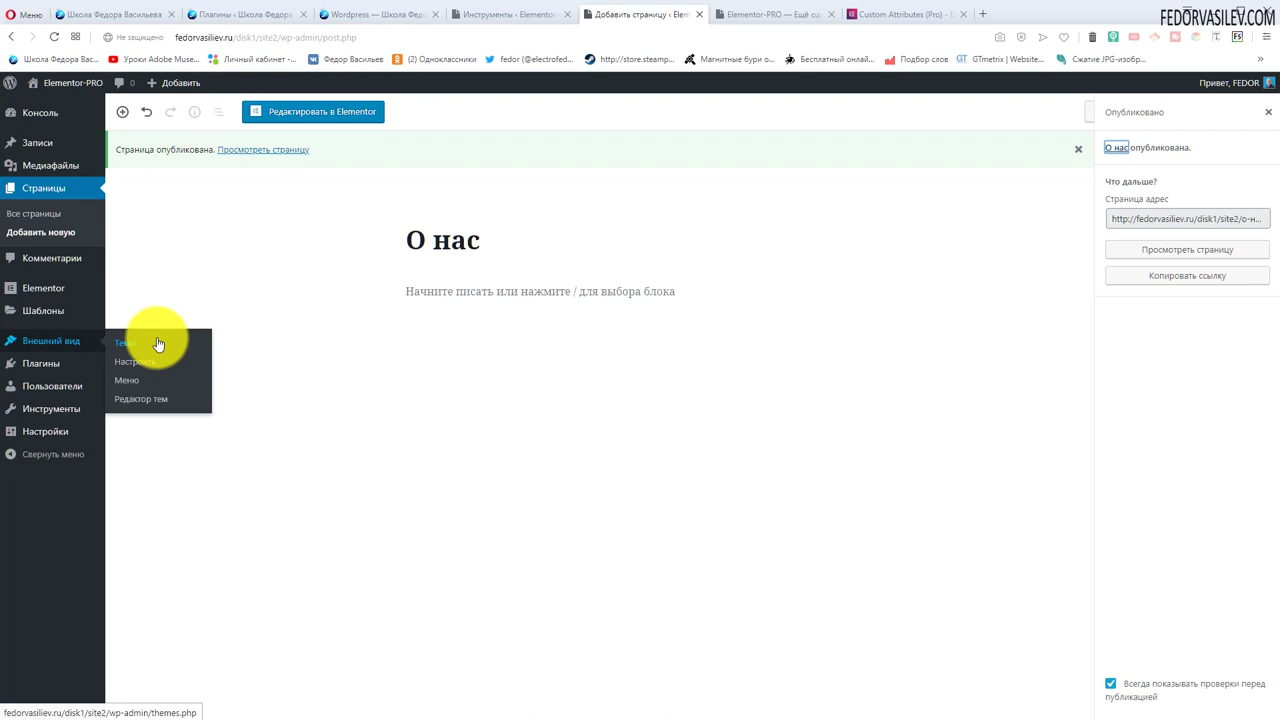 Меню
Школа Федора Васильева
Плагины ‹ Школа Федора
Wordpress — Школа Федо
Инструменты ‹ Elementor
Добавить страницу ‹ Elem
Elementor-PRO — Ещё од
Custom Attributes (Pro) - D
FEDORVASILEV.COM
Не защищено
fedorvasiliev.ru/disk1/site2/wp-admin/post.php
Школа Федора Вас...
Уроки Adobe Muse...
Личный кабинет -...
Федор Васильев
(2) Одноклассники
fedor (@electrofed...
http://store.steamp...
Магнитные бури о...
Бесплатный онлай...
Подбор слов
GTmetrix | Website...
Сжатие JPG-изобр...
Elementor-PRO
0
Добавить
Привет, FEDOR
Консоль
Записи
Медиафайлы
Страницы
Все страницы
Добавить новую
Комментарии
Elementor
Шаблоны
Внешний вид
Плагины
Пользователи
Инструменты
Настройки
Свернуть меню
Темы
Настроить
Меню
Редактор тем
Редактировать в Elementor
Страница опубликована. Просмотреть страницу
О нас
Начните писать или нажмите / для выбора блока
Опубликовано
О нас опубликована.
Что дальше?
Страница адрес
http://fedorvasiliev.ru/disk1/site2/о-н...
Просмотреть страницу
Копировать ссылку
Всегда показывать проверки перед
публикацией
fedorvasiliev.ru/disk1/site2/wp-admin/themes.php